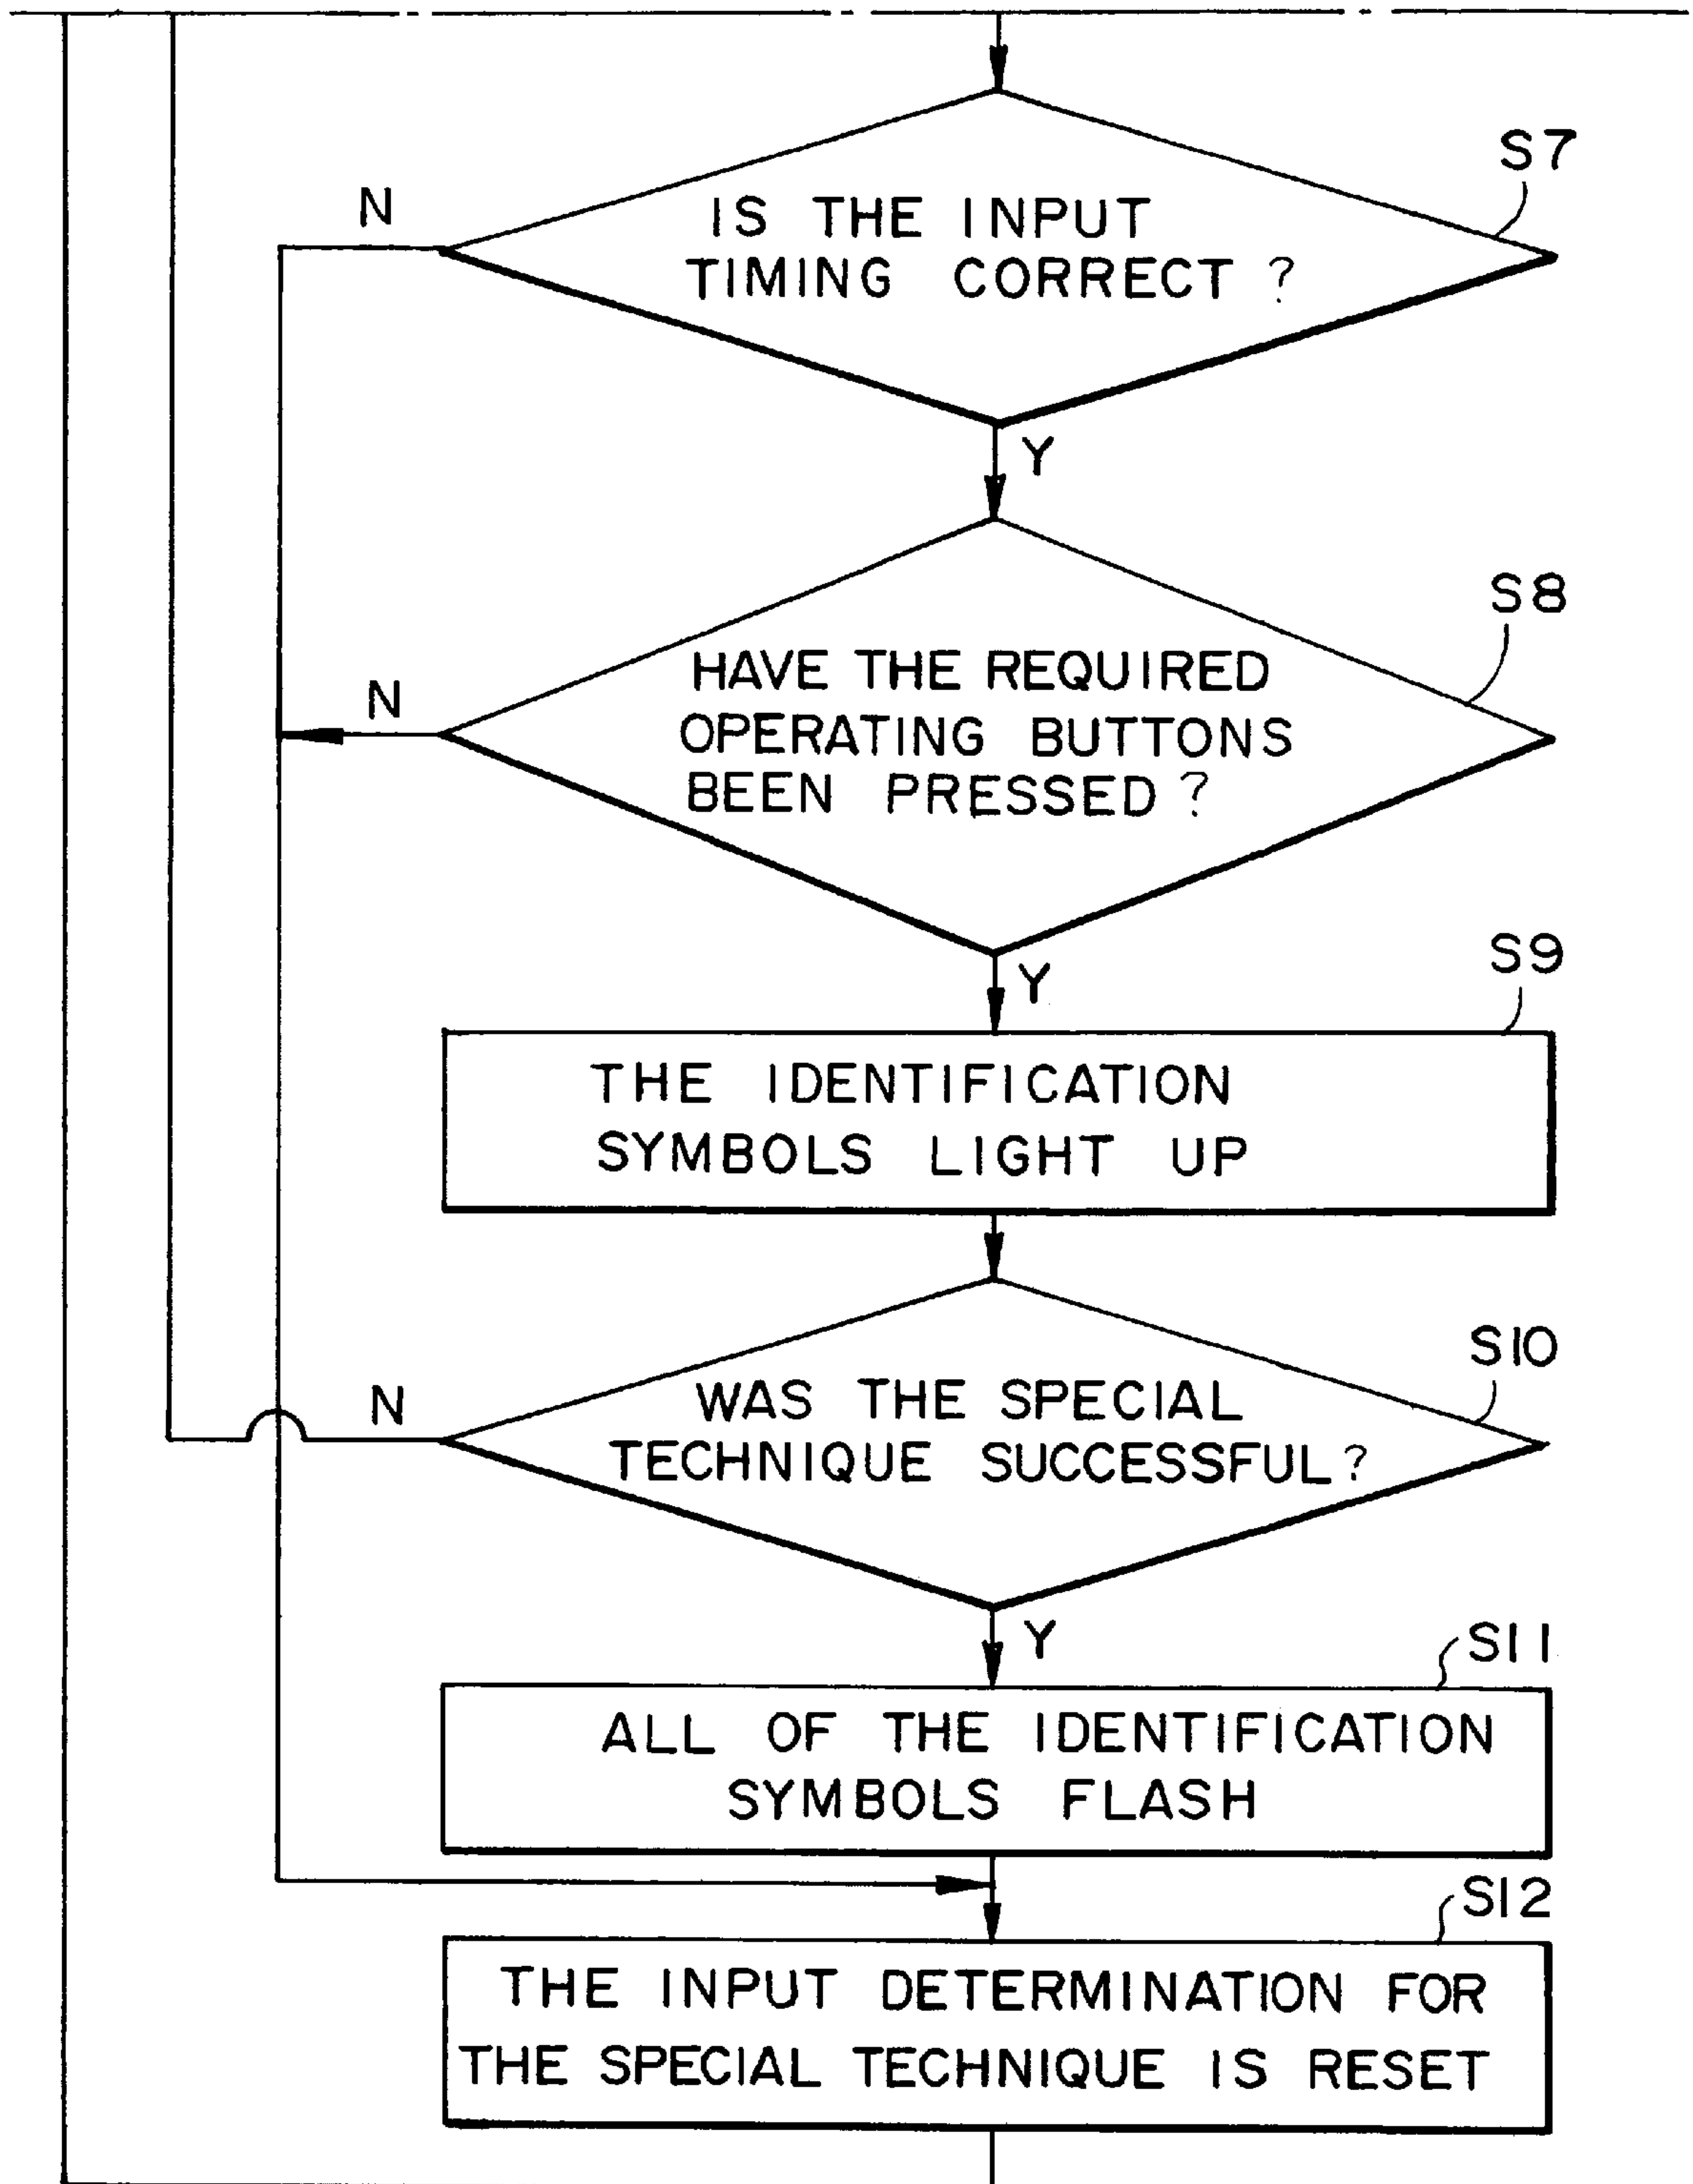 S7
N
IS THE INPUT
TIMING CORRECT ?
Y
S8
HAVE THE REQUIRED
N
OPERATING BUTTONS
BEEN PRESSED ?
S9
Y
THE IDENTIFICATION
SYMBOLS LIGHT UP
S10
N
WAS THE SPECIAL
TECHNIQUE SUCCESSFUL ?
Y
S11
ALL OF THE IDENTIFICATION
SYMBOLS FLASH
S12
THE INPUT DETERMINATION FOR
THE SPECIAL TECHNIQUE IS RESET